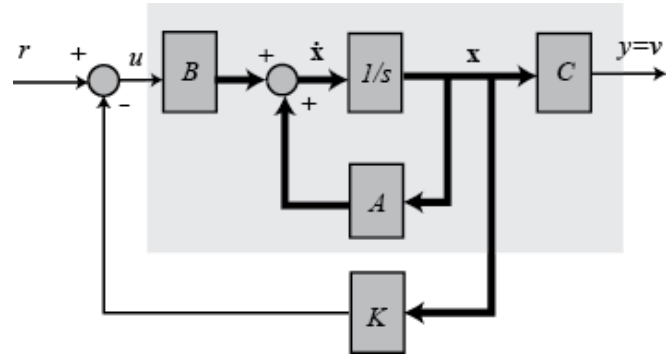 r
+
-
u
B
+
+
ẋ
1/s
x
C
y=v
A
K